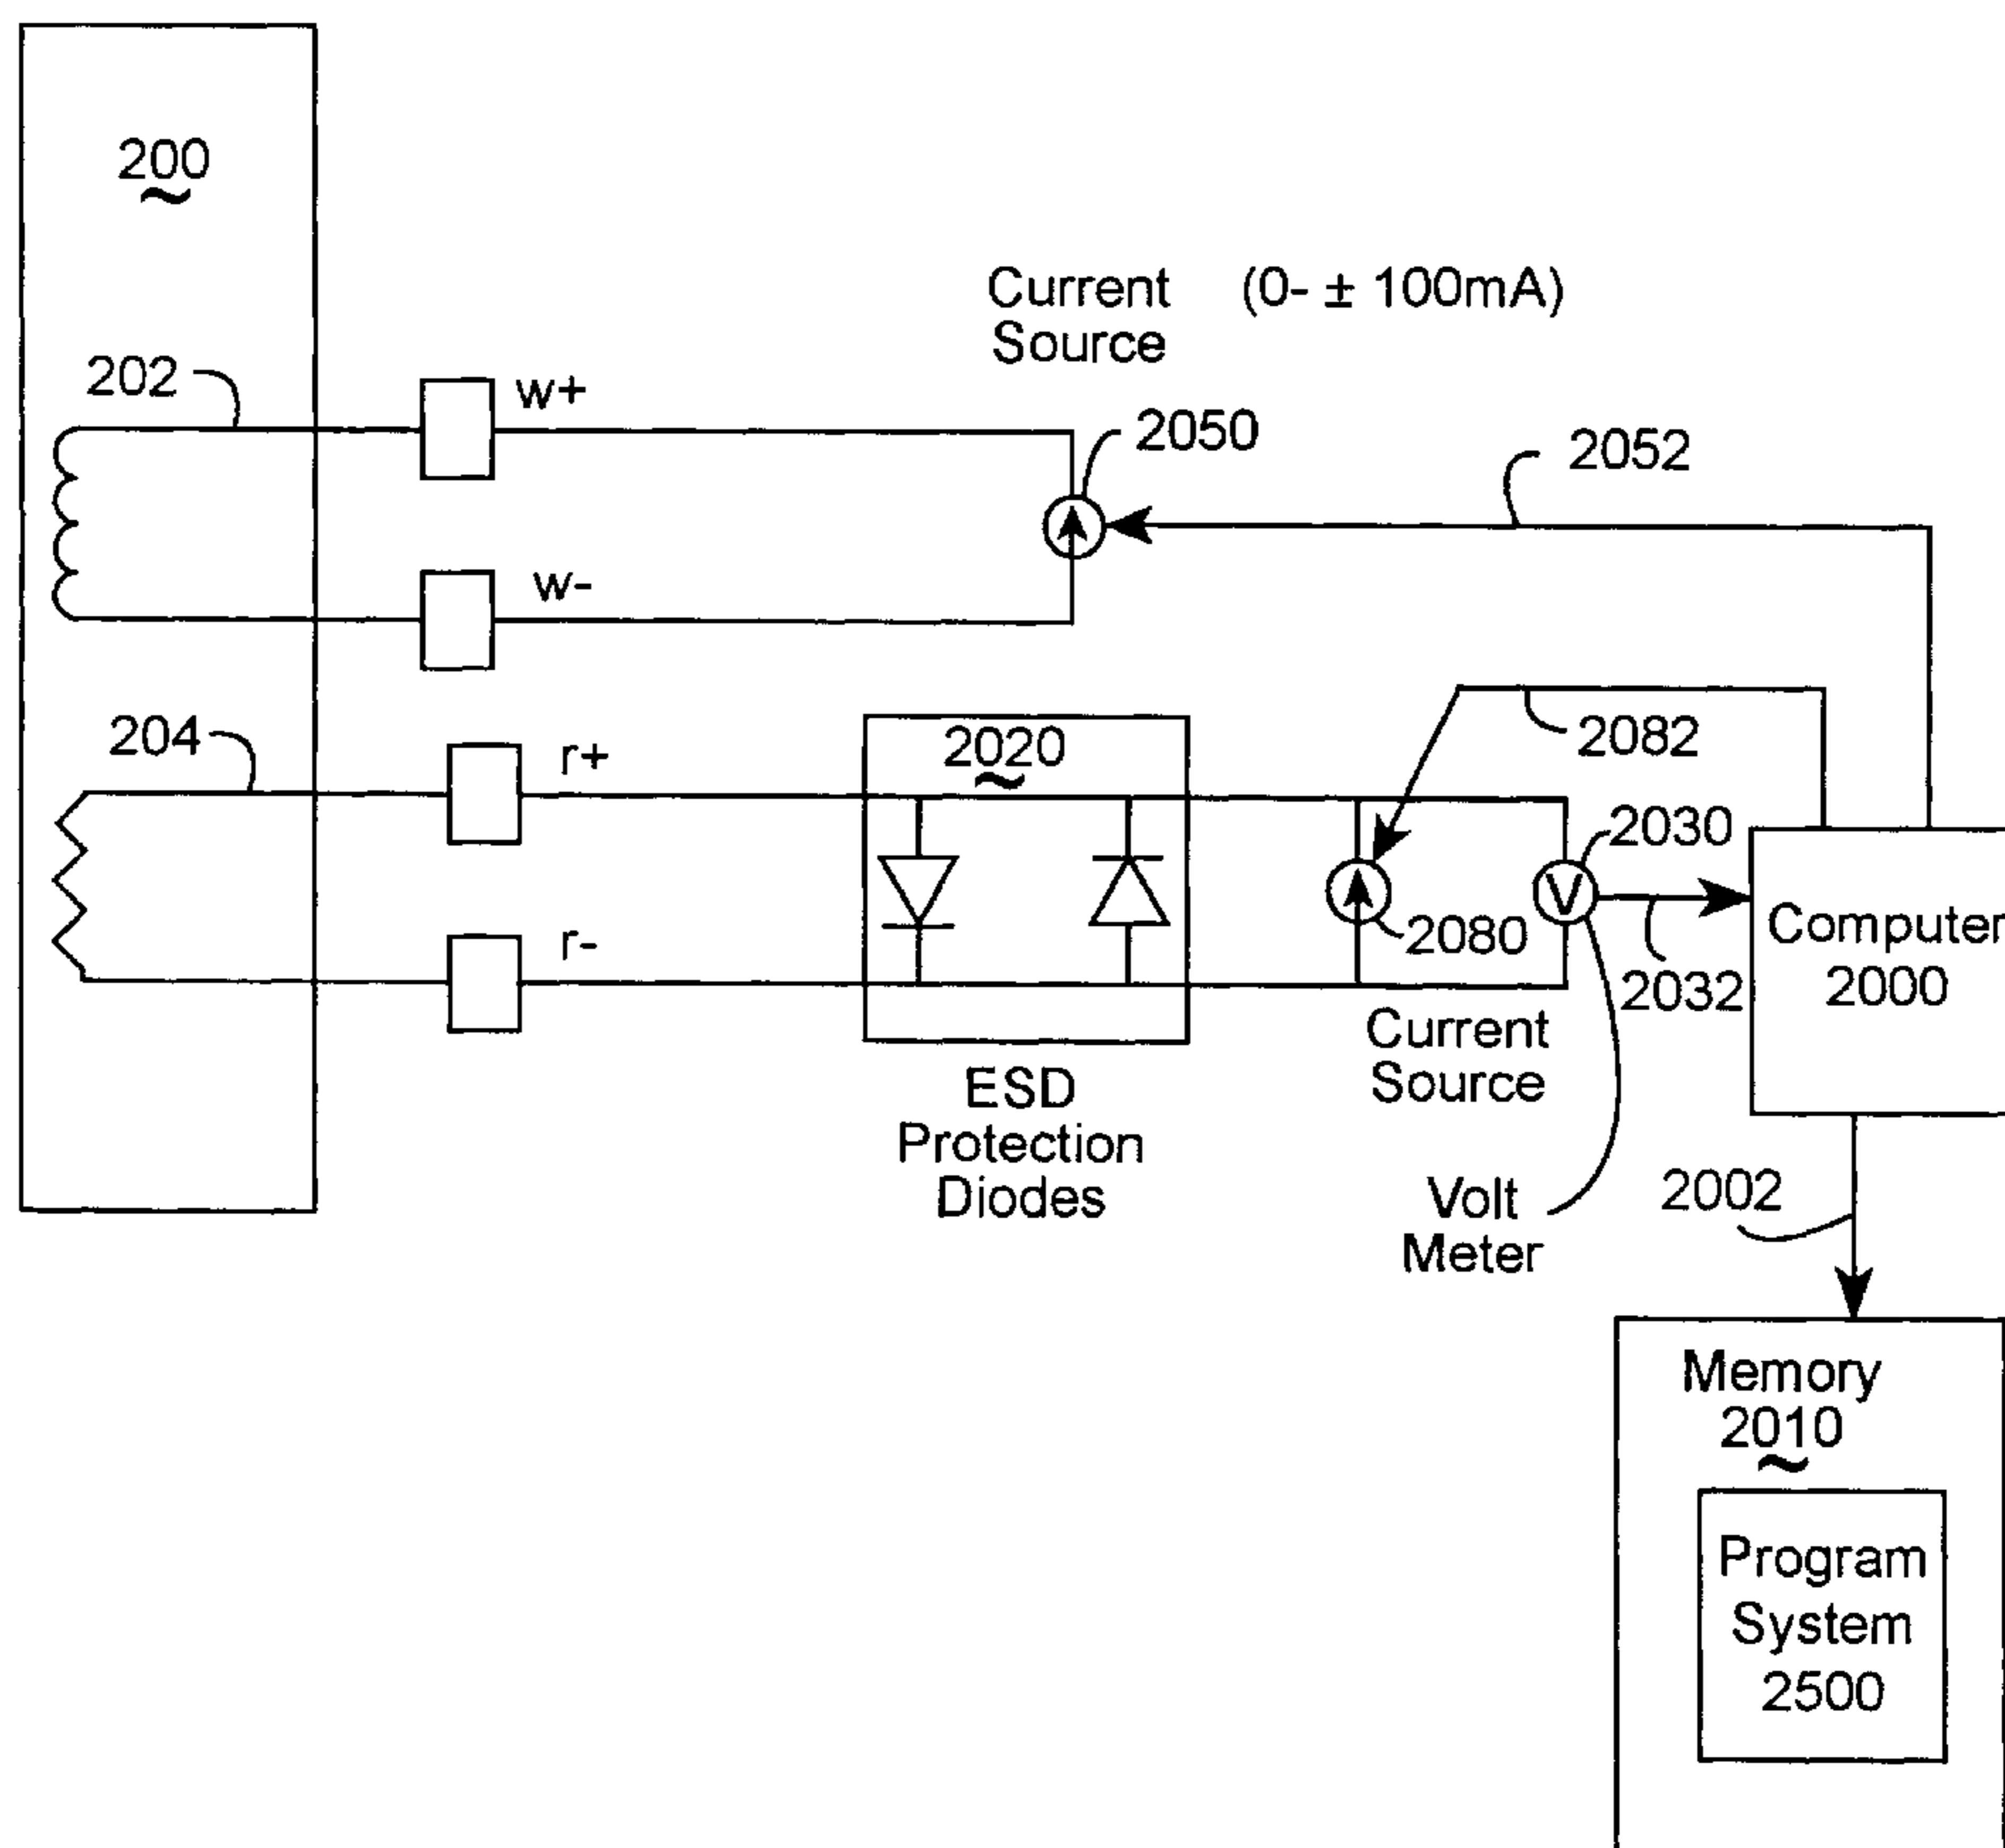 200
Current (0- ± 100mA)
Source
202
w+
2050
2052
w-
204
r+
2020
2082
2030
V
r-
2080
Computer
2000
2032
Current
Source
ESD
Protection
Diodes
Volt
Meter
2002
Memory
2010
Program
System
2500